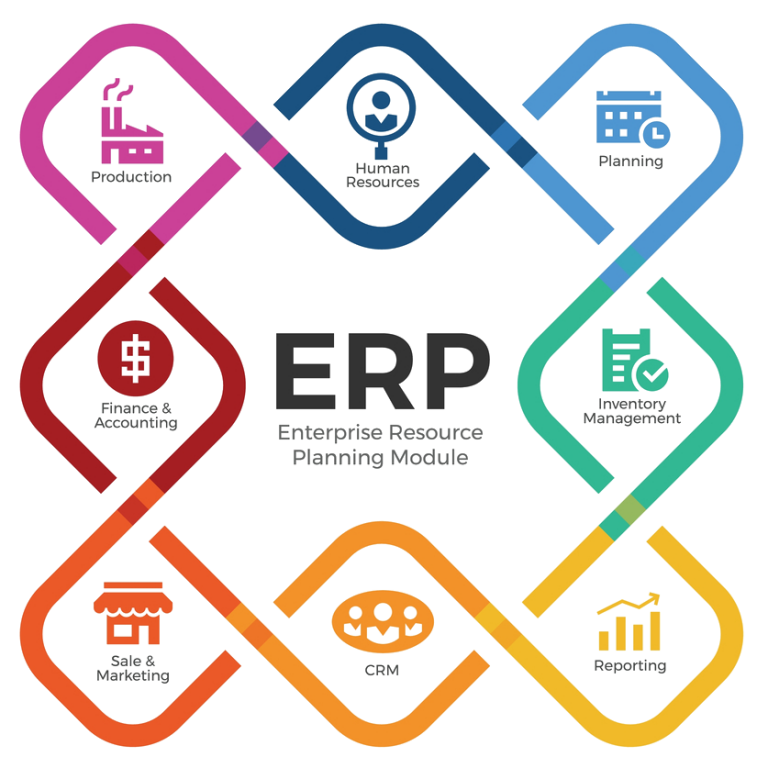 Production
Human
Resources
Planning
Finance &
Accounting
ERP
Enterprise Resource
Planning Module
Inventory
Management
Sale &
Marketing
CRM
Reporting